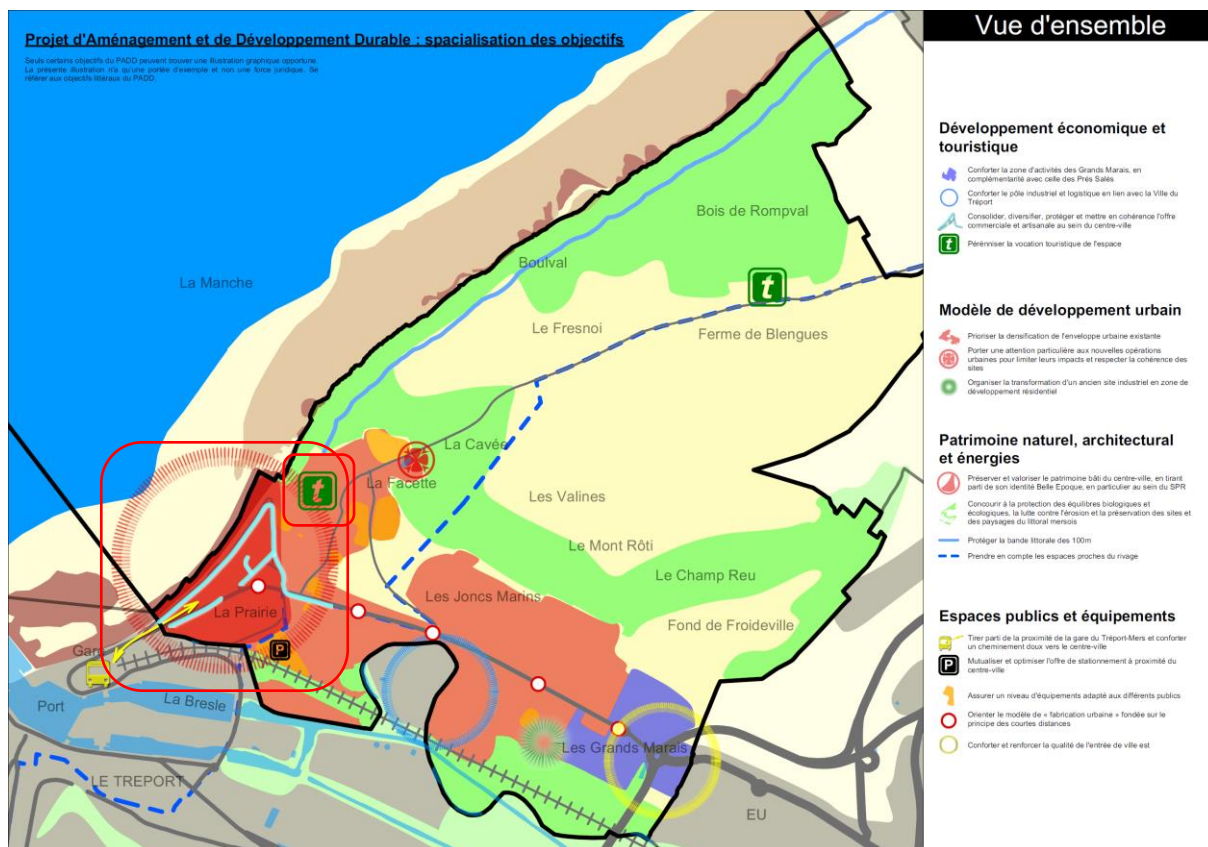 Projet d'Aménagement et de Développement Durable : spacialisation des objectifs
Seuls certains objectifs du PADD peuvent trouver une illustration graphique opportune.
La présente illustration n'a qu'une portée d'exemple et non une force juridique. Se
référer aux objectifs littéraux du PADD.
La Manche
Bois de Rompval
Boulval
t
Le Fresnoi
Ferme de Blengues
La Cavée
La Facette
t
Les Valines
Le Mont Rôti
Le Champ Reu
Les Joncs Marins
La Prairie
Fond de Froideville
Gare
P
Port
La Bresle
Les Grands Marais
LE TREPORT
EU
Vue d'ensemble
Développement économique et
touristique
Conforter la zone d'activités des Grands Marais, en
complémentarité avec celle des Prés Salés
Conforter le pôle industriel et logistique en lien avec la Ville du
Tréport
Consolider, diversifier, protéger et mettre en cohérence l'offre
commerciale et artisanale au sein du centre-ville
t
Pérénniser la vocation touristique de l'espace
Modèle de développement urbain
Prioriser la densification de l'enveloppe urbaine existante
Porter une attention particulière aux nouvelles opérations
urbaines pour limiter leurs impacts et respecter la cohérence des
sites
Organiser la transformation d'un ancien site industriel en zone de
développement résidentiel
Patrimoine naturel, architectural
et énergies
Préserver et valoriser le patrimoine bâti du centre-ville, en tirant
parti de son identité Belle Epoque, en particulier au sein du SPR
Concourir à la protection des équilibres biologiques et
écologiques, la lutte contre l'érosion et la préservation des sites et
des paysages du littoral mersois
Protéger la bande littorale des 100m
Prendre en compte les espaces proches du rivage
Espaces publics et équipements
Tirer parti de la proximité de la gare du Tréport-Mers et conforter
un cheminement doux vers le centre-ville
P
Mutualiser et optimiser l'offre de stationnement à proximité du
centre-ville
Assurer un niveau d'équipements adapté aux différents publics
Orienter le modèle de « fabrication urbaine » fondée sur le
principe des courtes distances
Conforter et renforcer la qualité de l'entrée de ville est